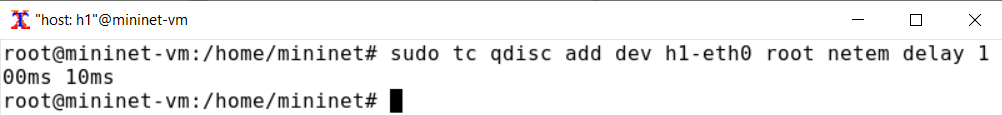 "host: h1"@mininet-vm
root@mininet-vm:/home/mininet# sudo tc qdisc add dev h1-eth0 root netem delay 1
00ms 10ms
root@mininet-vm:/home/mininet#